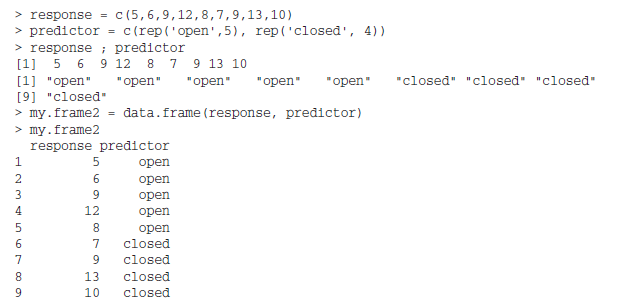 > response = c(5,6,9,12,8,7,9,13,10)
> predictor = c(rep('open',5), rep('closed', 4))
> response ; predictor
[1]  5  6  9 12  8  7  9 13 10
[1] "open"   "open"   "open"   "open"   "open"   "closed" "closed" "closed"
[9] "closed"
> my.frame2 = data.frame(response, predictor)
> my.frame2
  response predictor
1        5      open
2        6      open
3        9      open
4       12      open
5        8      open
6        7    closed
7        9    closed
8       13    closed
9       10    closed